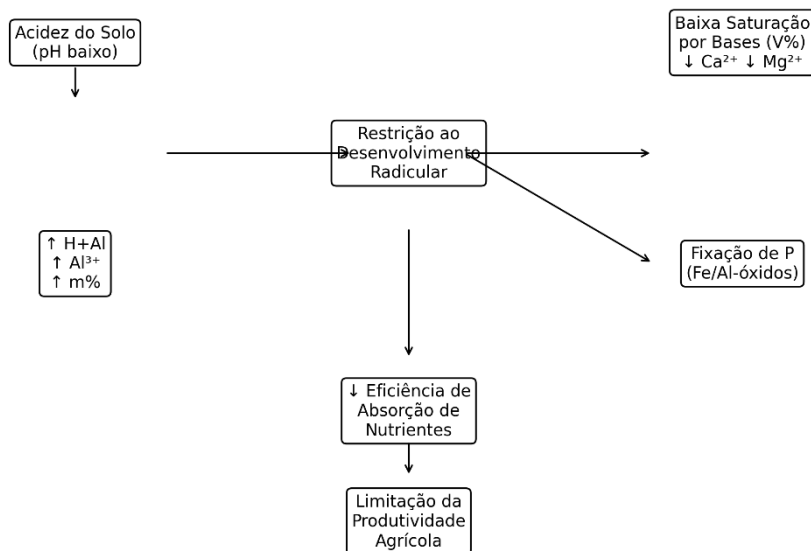 Acidez do Solo
(pH baixo)
Baixa Saturação
por Bases (V%)
↓ Ca²⁺ ↓ Mg²⁺
Restrição ao
Desenvolvimento
Radicular
↑ H+Al
↑ Al³⁺
↑ m%
Fixação de P
(Fe/Al-óxidos)
↓ Eficiência de
Absorção de
Nutrientes
Limitação da
Produtividade
Agrícola